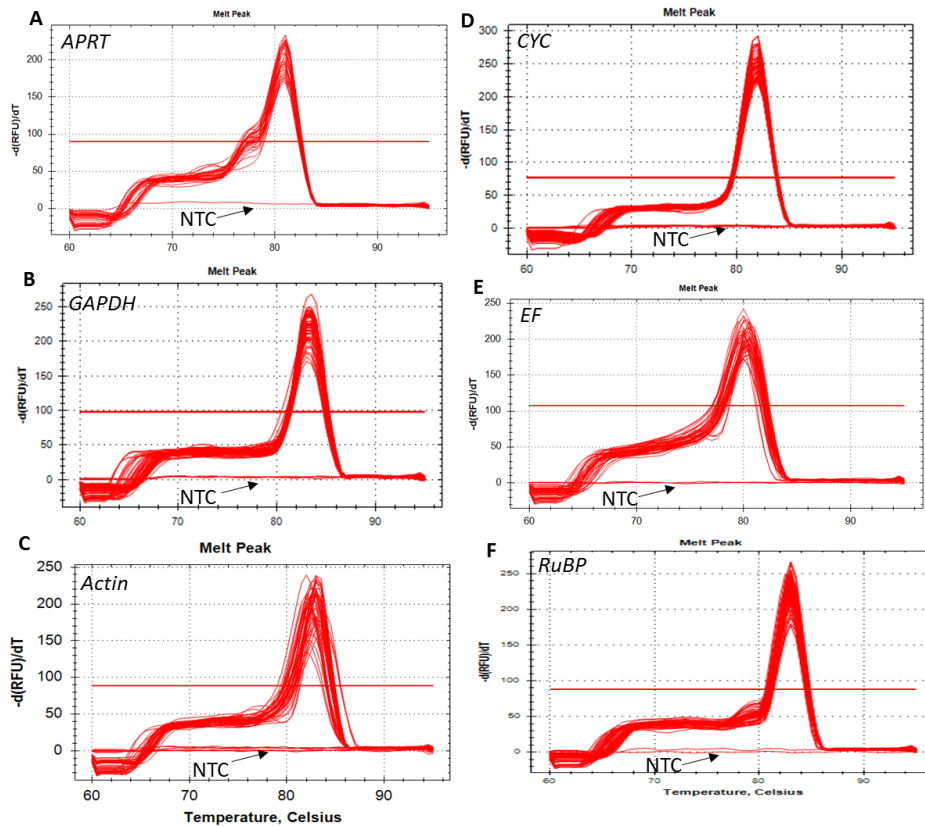 A
Melt Peak
APRT
-d(RFU)/dT
200
150
100
50
0
NTC
60
70
80
90
B
Melt Peak
GAPDH
-d(RFU)/dT
250
200
150
100
50
0
NTC
60
70
80
90
C
Melt Peak
Actin
-d(RFU)/dT
250
200
150
100
50
0
NTC
60
70
80
90
Temperature, Celsius
D
Melt Peak
CYC
-d(RFU)/dT
300
250
200
150
100
50
0
NTC
60
70
80
90
E
Melt Peak
EF
-d(RFU)/dT
250
200
150
100
50
0
NTC
60
70
80
90
F
Melt Peak
RuBP
-d(RFU)/dT
250
200
150
100
50
0
NTC
60
70
80
90
Temperature, Celsius